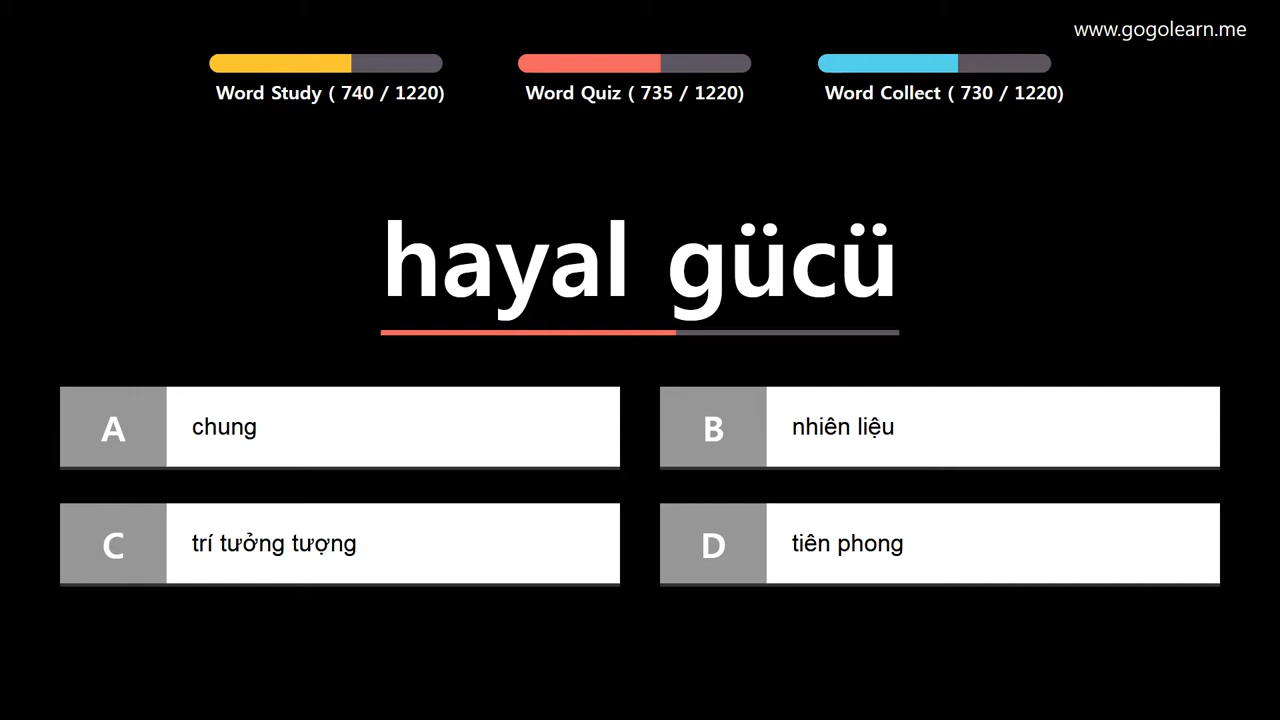 www.gogolearn.me
Word Study ( 740 / 1220)
Word Quiz ( 735 / 1220)
Word Collect ( 730 / 1220)
hayal gücü
A chung
B nhiên liệu
C trí tưởng tượng
D tiên phong